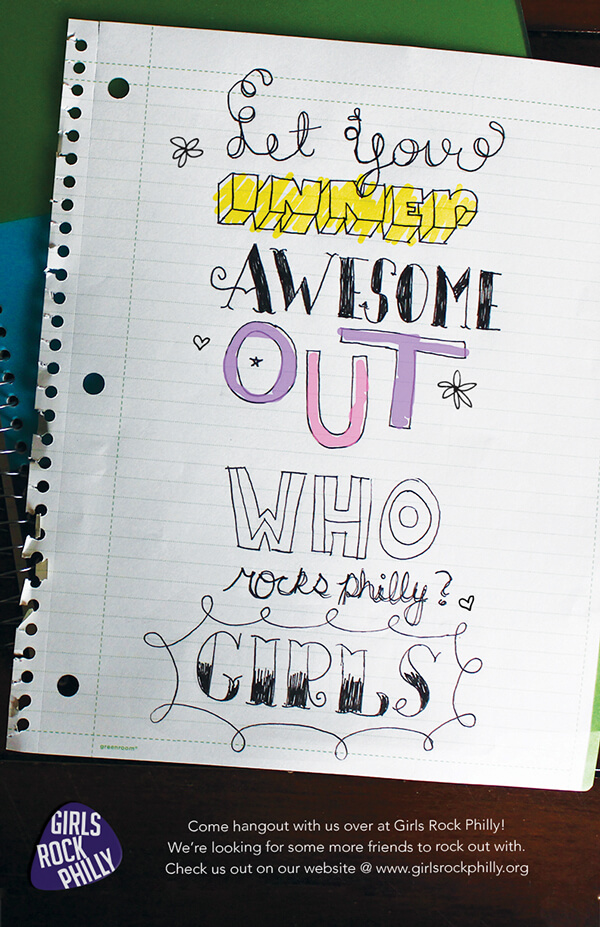 Let Your
INNER
AWESOME
OUT
WHO
rocks philly?
GIRLS
greenroom
GIRLS
ROCK
PHILLY
Come hangout with us over at Girls Rock Philly!
We're looking for some more friends to rock out with.
Check us out on our website @ www.girlsrockphilly.org